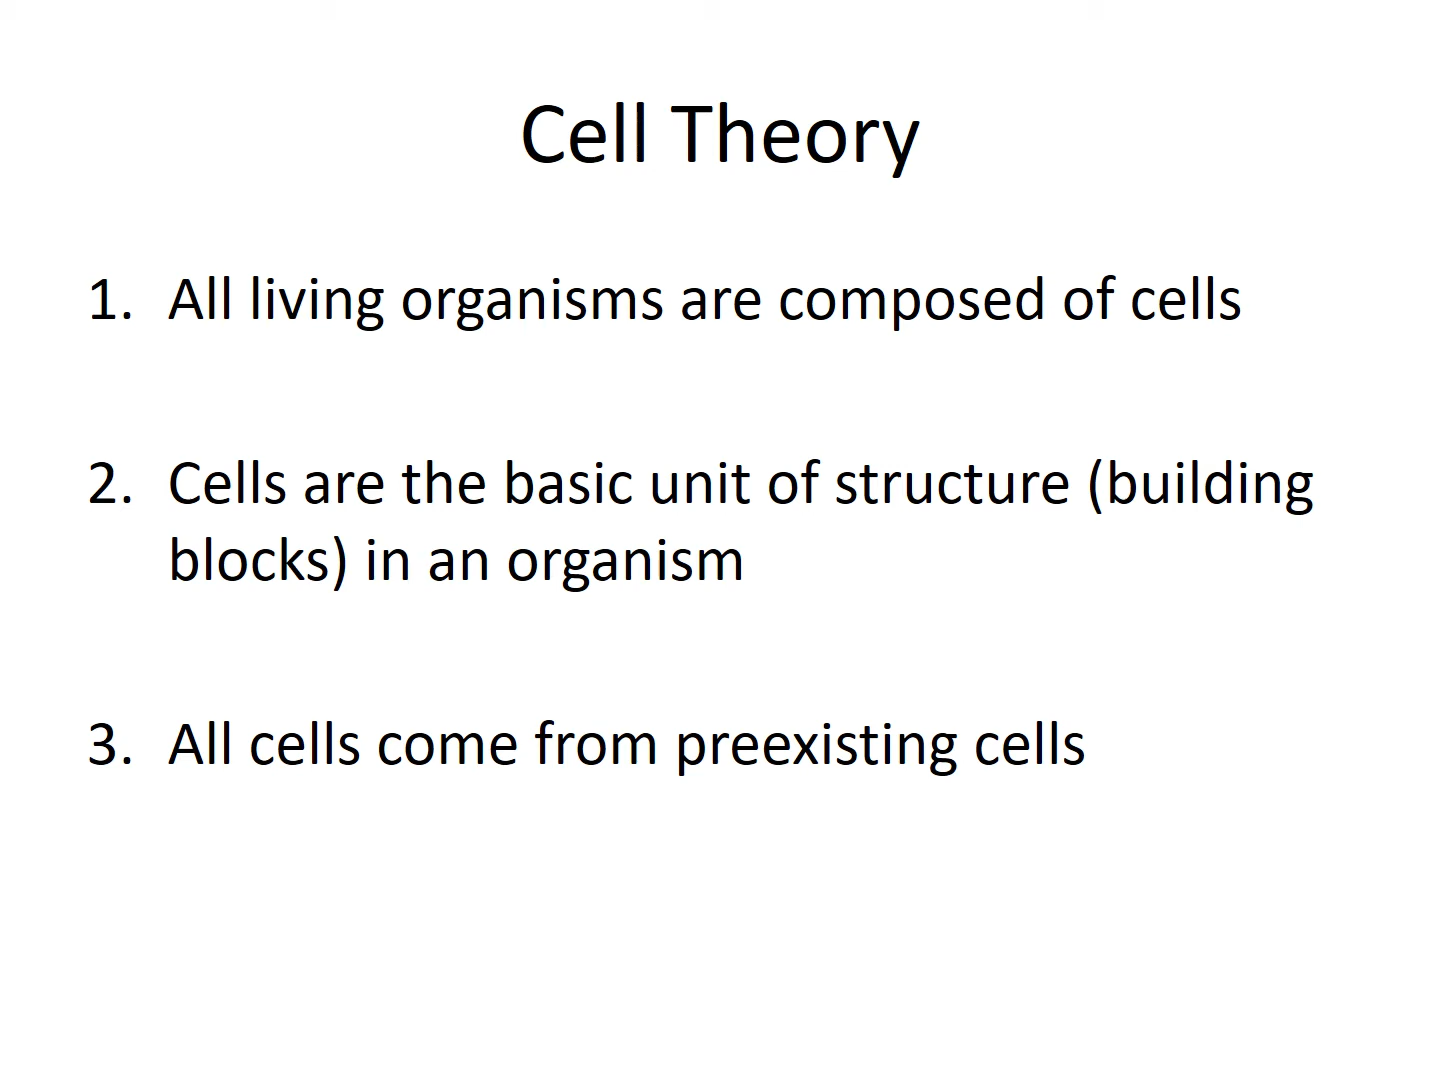 Cell Theory
1. All living organisms are composed of cells
2. Cells are the basic unit of structure (building
blocks) in an organism
3. All cells come from preexisting cells